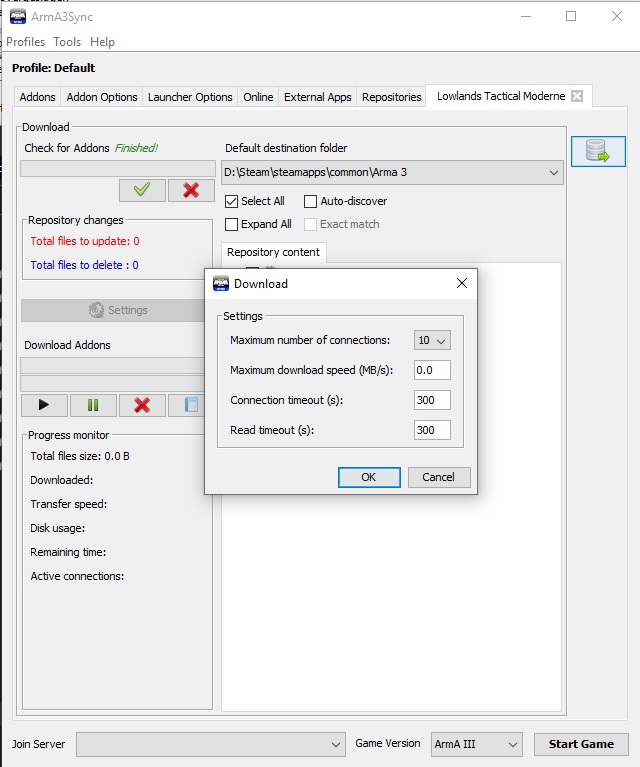 ArmA3Sync
Profiles Tools Help
Profile: Default
Addons Addon Options Launcher Options Online External Apps Repositories Lowlands Tactical Moderne
Download
Check for Addons Finished!
Default destination folder
D:\Steam\steamapps\common\Arma 3
Select All Auto-discover
Expand All Exact match
Repository changes
Total files to update: 0
Total files to delete : 0
Repository content
Settings
Download Addons
Progress monitor
Total files size: 0.0 B
Downloaded:
Transfer speed:
Disk usage:
Remaining time:
Active connections:
Download
Settings
Maximum number of connections: 10
Maximum download speed (MB/s): 0.0
Connection timeout (s): 300
Read timeout (s): 300
OK Cancel
Join Server Game Version ArmA III Start Game